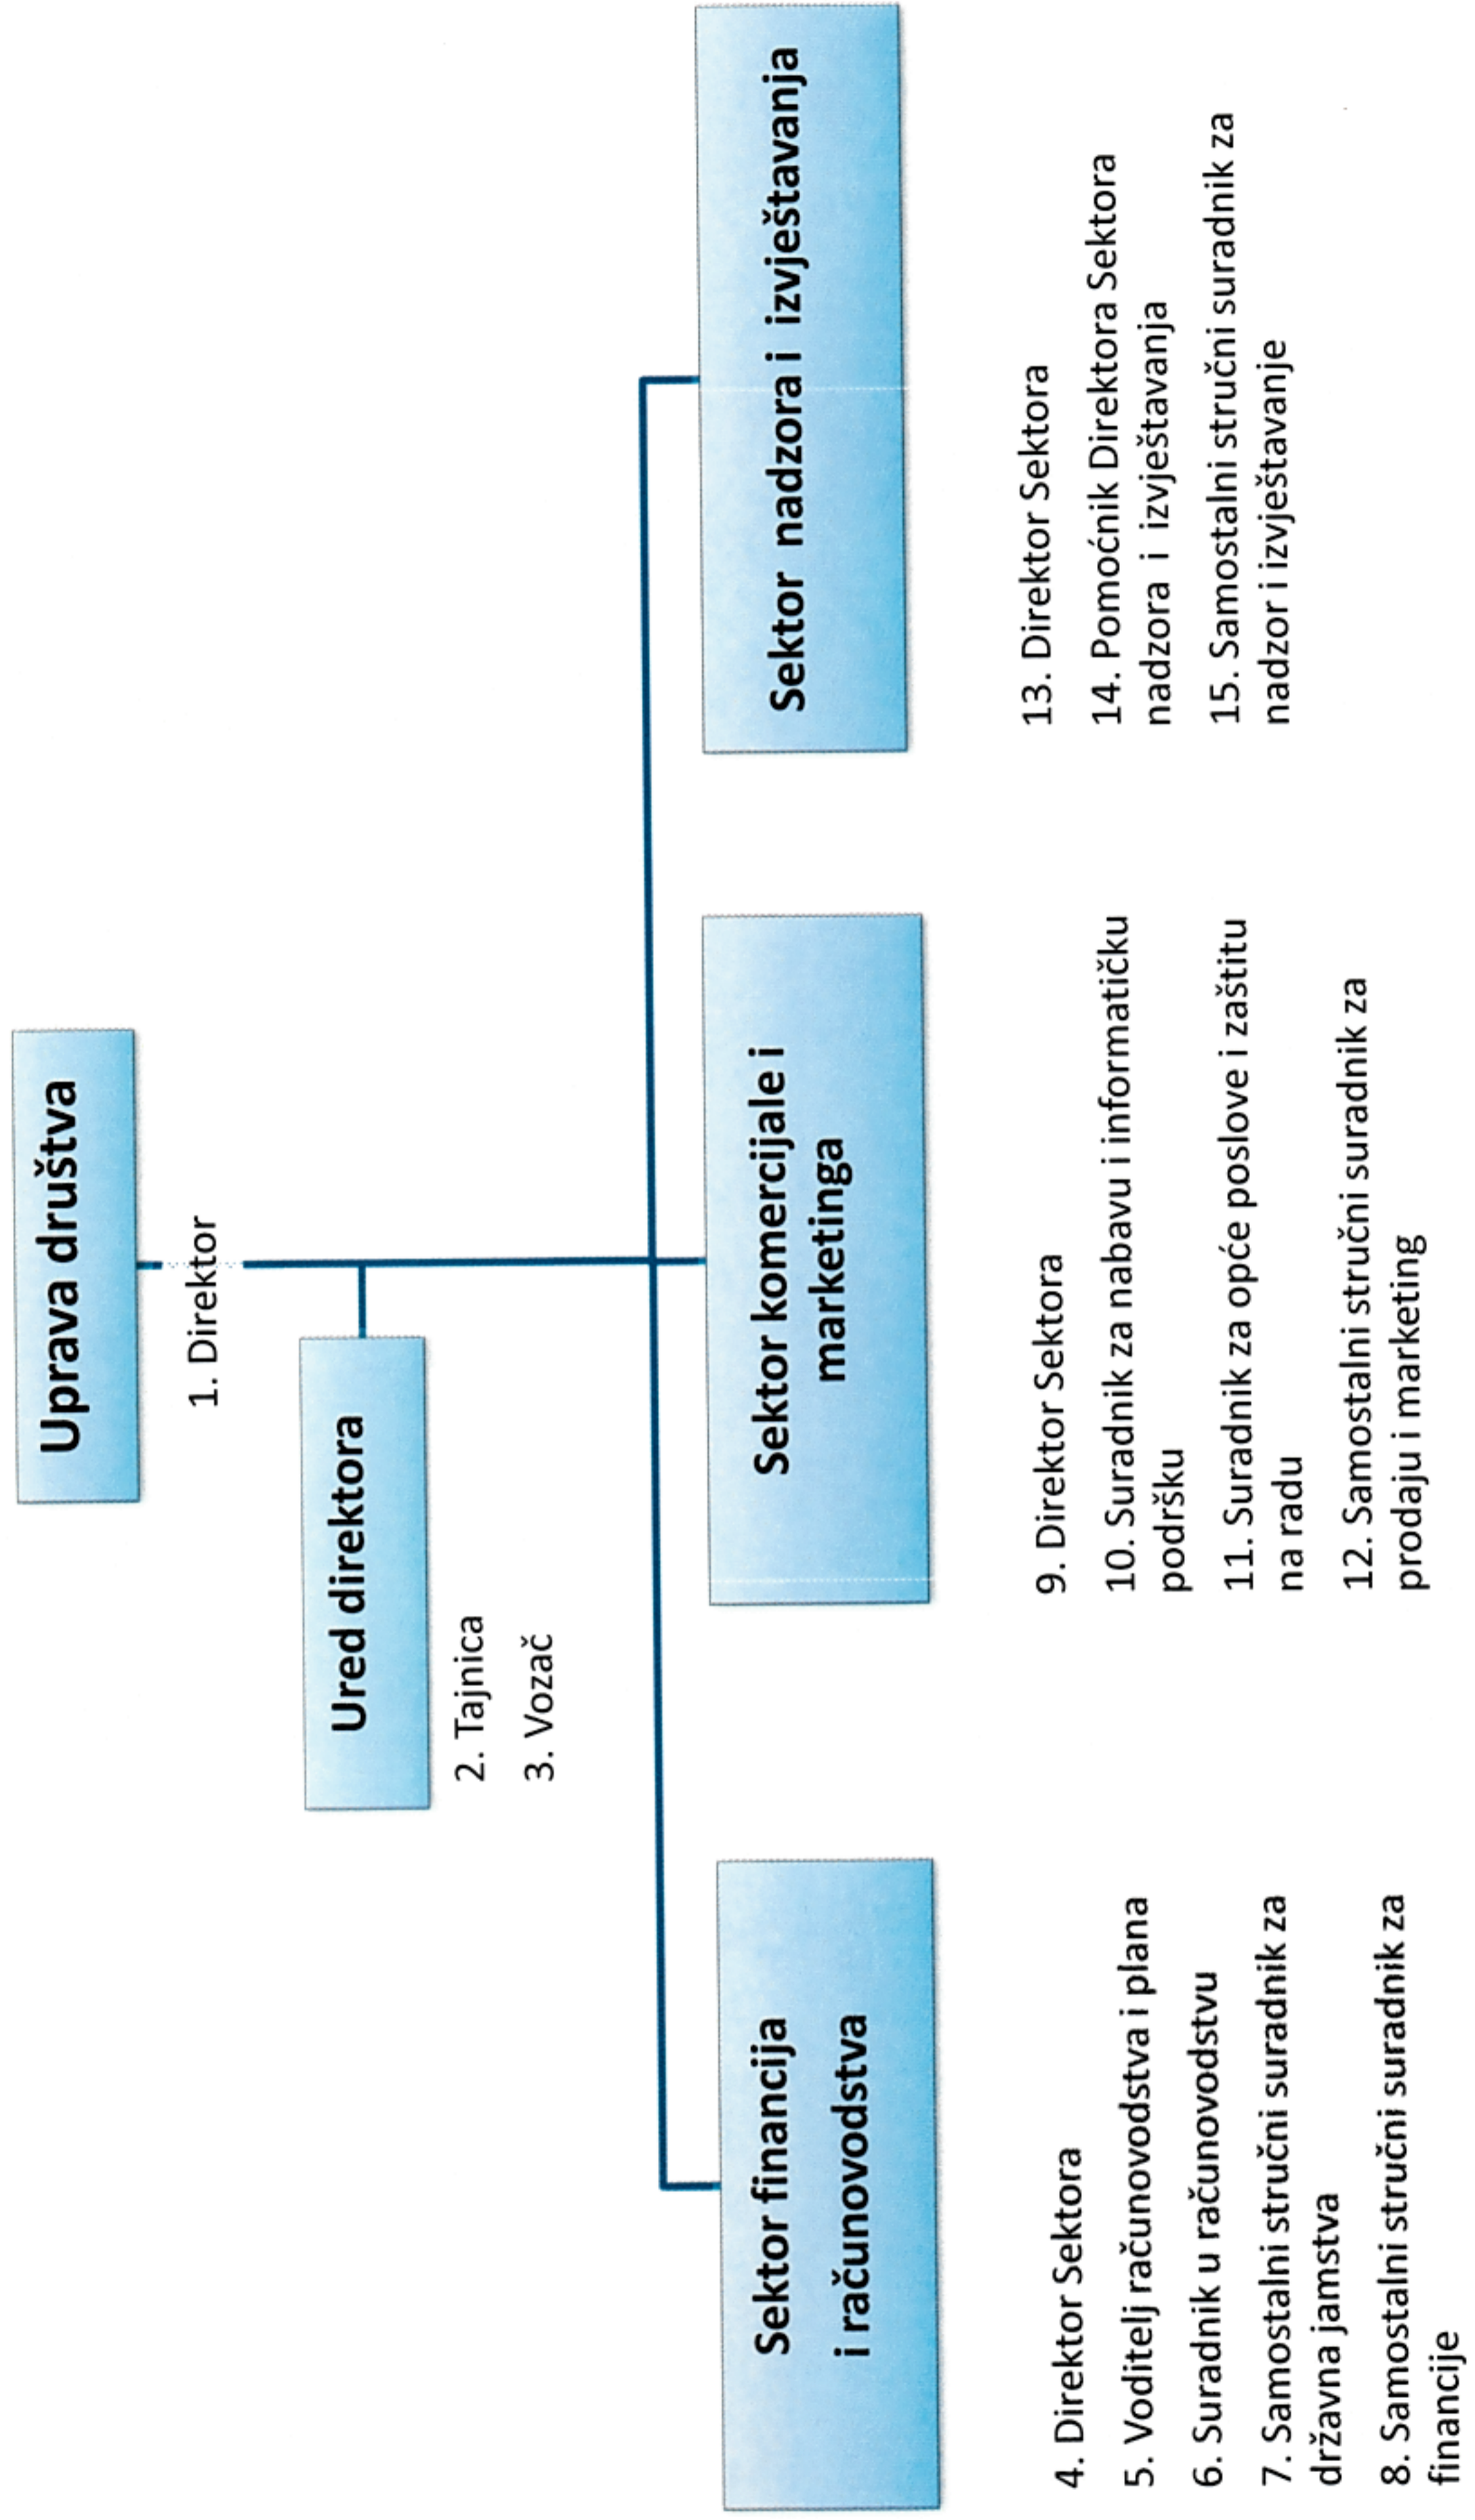 Uprava društva
1. Direktor
Ured direktora
2. Tajnica
3. Vozač
Sektor financija
i računovodstva
4. Direktor Sektora
5. Voditelj računovodstva i plana
6. Suradnik u računovodstvu
7. Samostalni stručni suradnik za
državna jamstva
8. Samostalni stručni suradnik za
financije
Sektor komercijale i
marketinga
9. Direktor Sektora
10. Suradnik za nabavu i informatičku
podršku
11. Suradnik za opće poslove i zaštitu
na radu
12. Samostalni stručni suradnik za
prodaju i marketing
Sektor nadzora i izvještavanja
13. Direktor Sektora
14. Pomoćnik Direktora Sektora
nadzora i izvještavanja
15. Samostalni stručni suradnik za
nadzor i izvještavanje